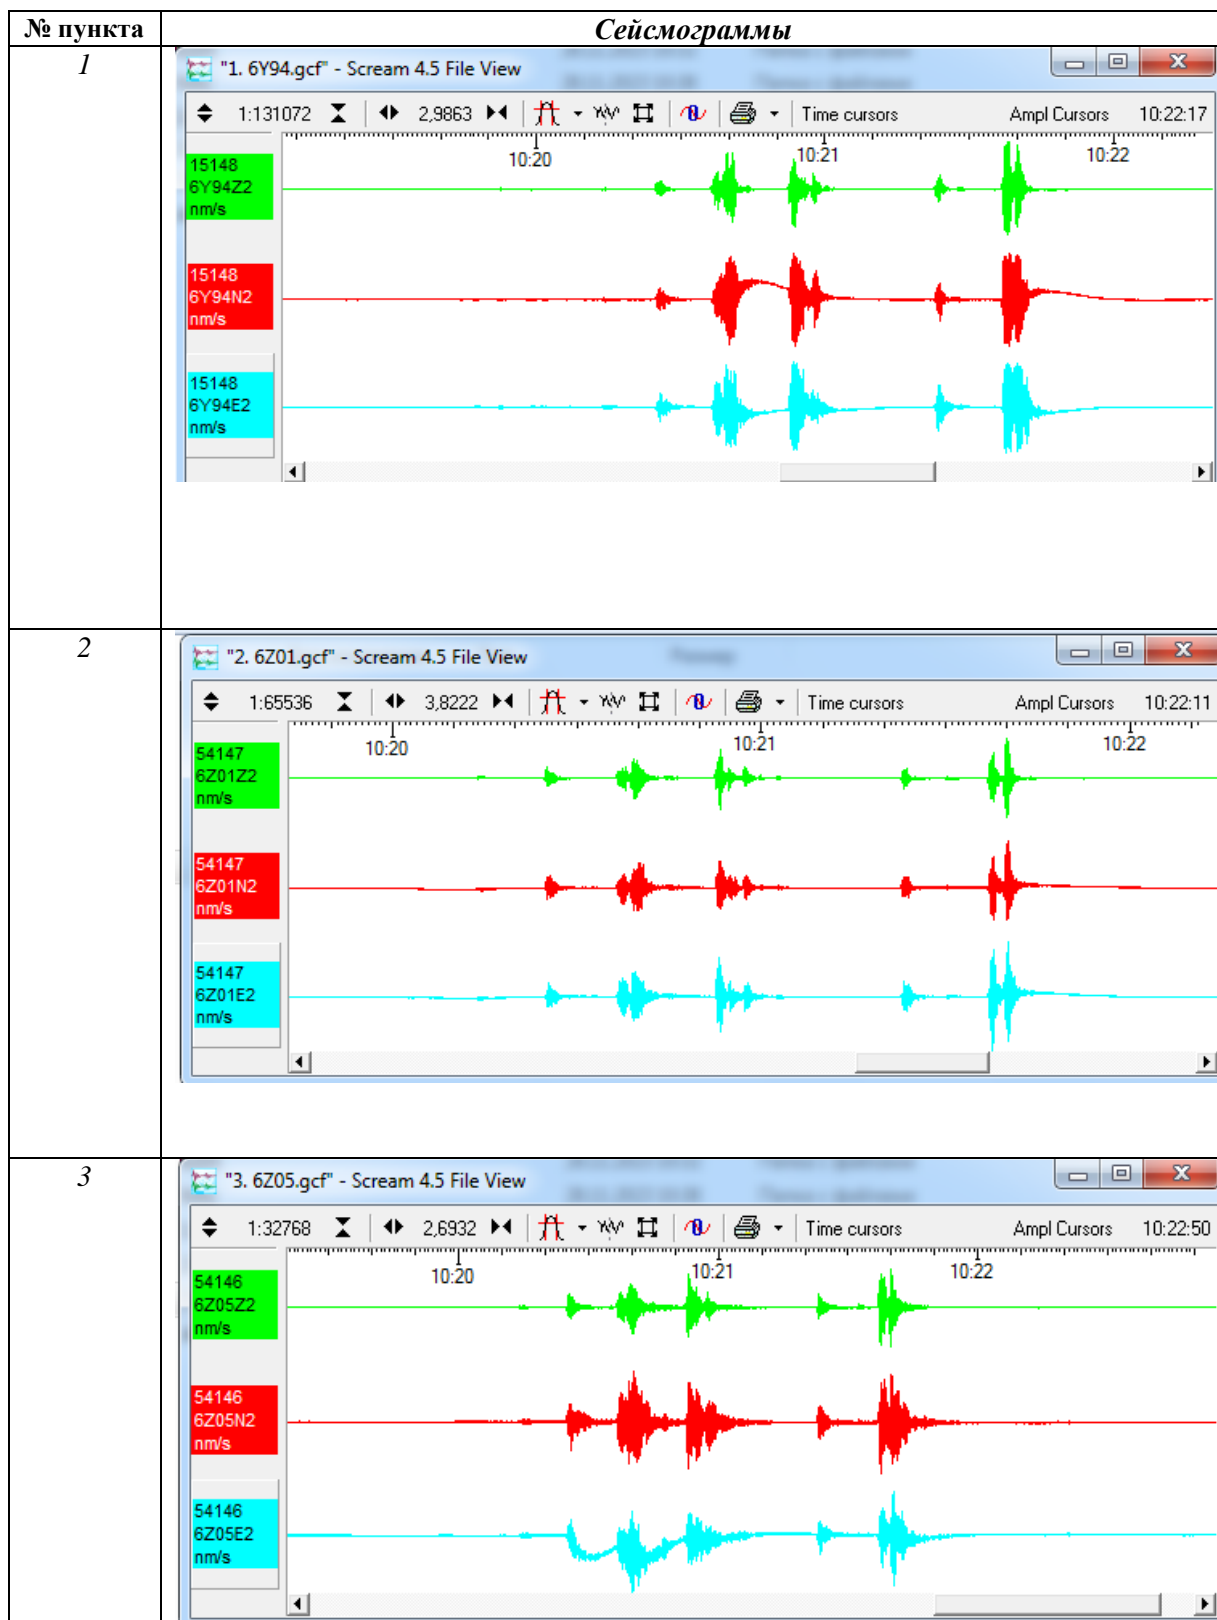 № пункта Сейсмограммы
1
"1. 6Y94.gcf" - Scream 4.5 File View
1:131072 2,9863 Time cursors Ampl Cursors 10:22:17
10:20 10:21 10:22
15148
6Y94Z2
nm/s
15148
6Y94N2
nm/s
15148
6Y94E2
nm/s
2
"2. 6Z01.gcf" - Scream 4.5 File View
1:65536 3,8222 Time cursors Ampl Cursors 10:22:11
10:20 10:21 10:22
54147
6Z01Z2
nm/s
54147
6Z01N2
nm/s
54147
6Z01E2
nm/s
3
"3. 6Z05.gcf" - Scream 4.5 File View
1:32768 2,6932 Time cursors Ampl Cursors 10:22:50
10:20 10:21 10:22
54146
6Z05Z2
nm/s
54146
6Z05N2
nm/s
54146
6Z05E2
nm/s